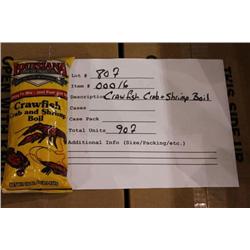 LOUISIANA
Crawfish
Crab and Shrimp
Boil
Lot # 807
Item # 00016
Description Crawfish Crab + Shrimp Boil
Cases
Case Pack
Total Units 907
Additional Info (Size/Packing/etc.)